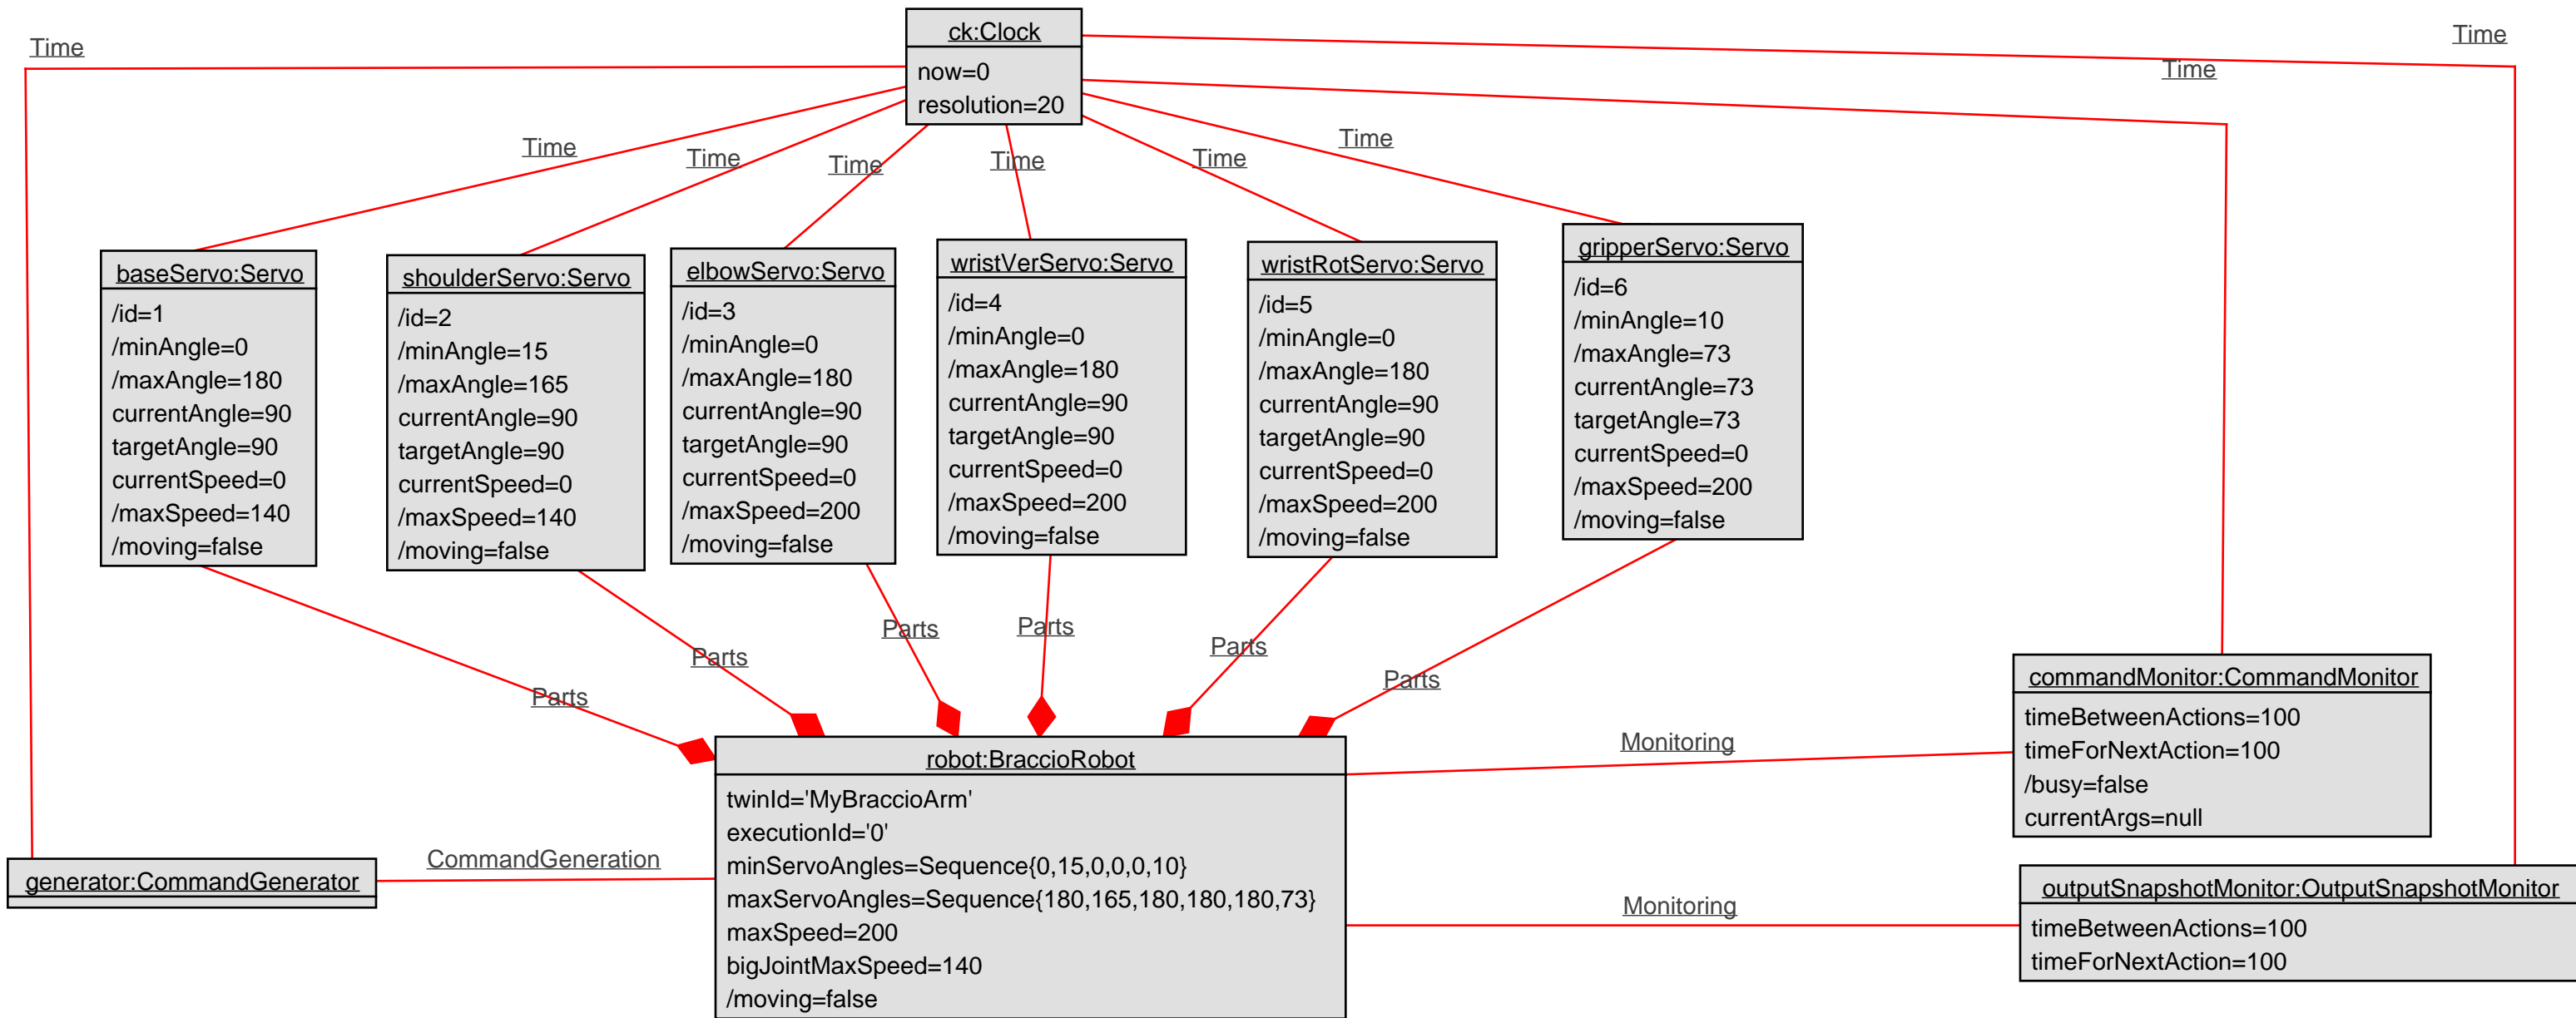 ck:Clock
now=0
resolution=20
Time
Time
Time
Time
Time
Time
Time
Time
Time
Time
baseServo:Servo
/id=1
/minAngle=0
/maxAngle=180
currentAngle=90
targetAngle=90
currentSpeed=0
/maxSpeed=140
/moving=false
shoulderServo:Servo
/id=2
/minAngle=15
/maxAngle=165
currentAngle=90
targetAngle=90
currentSpeed=0
/maxSpeed=140
/moving=false
elbowServo:Servo
/id=3
/minAngle=0
/maxAngle=180
currentAngle=90
targetAngle=90
currentSpeed=0
/maxSpeed=200
/moving=false
wristVerServo:Servo
/id=4
/minAngle=0
/maxAngle=180
currentAngle=90
targetAngle=90
currentSpeed=0
/maxSpeed=200
/moving=false
wristRotServo:Servo
/id=5
/minAngle=0
/maxAngle=180
currentAngle=90
targetAngle=90
currentSpeed=0
/maxSpeed=200
/moving=false
gripperServo:Servo
/id=6
/minAngle=10
/maxAngle=73
currentAngle=73
targetAngle=73
currentSpeed=0
/maxSpeed=200
/moving=false
Parts
Parts
Parts
Parts
Parts
Parts
generator:CommandGenerator
CommandGeneration
robot:BraccioRobot
twinId='MyBraccioArm'
executionId='0'
minServoAngles=Sequence{0,15,0,0,0,10}
maxServoAngles=Sequence{180,165,180,180,180,73}
maxSpeed=200
bigJointMaxSpeed=140
/moving=false
Monitoring
Monitoring
commandMonitor:CommandMonitor
timeBetweenActions=100
timeForNextAction=100
/busy=false
currentArgs=null
outputSnapshotMonitor:OutputSnapshotMonitor
timeBetweenActions=100
timeForNextAction=100